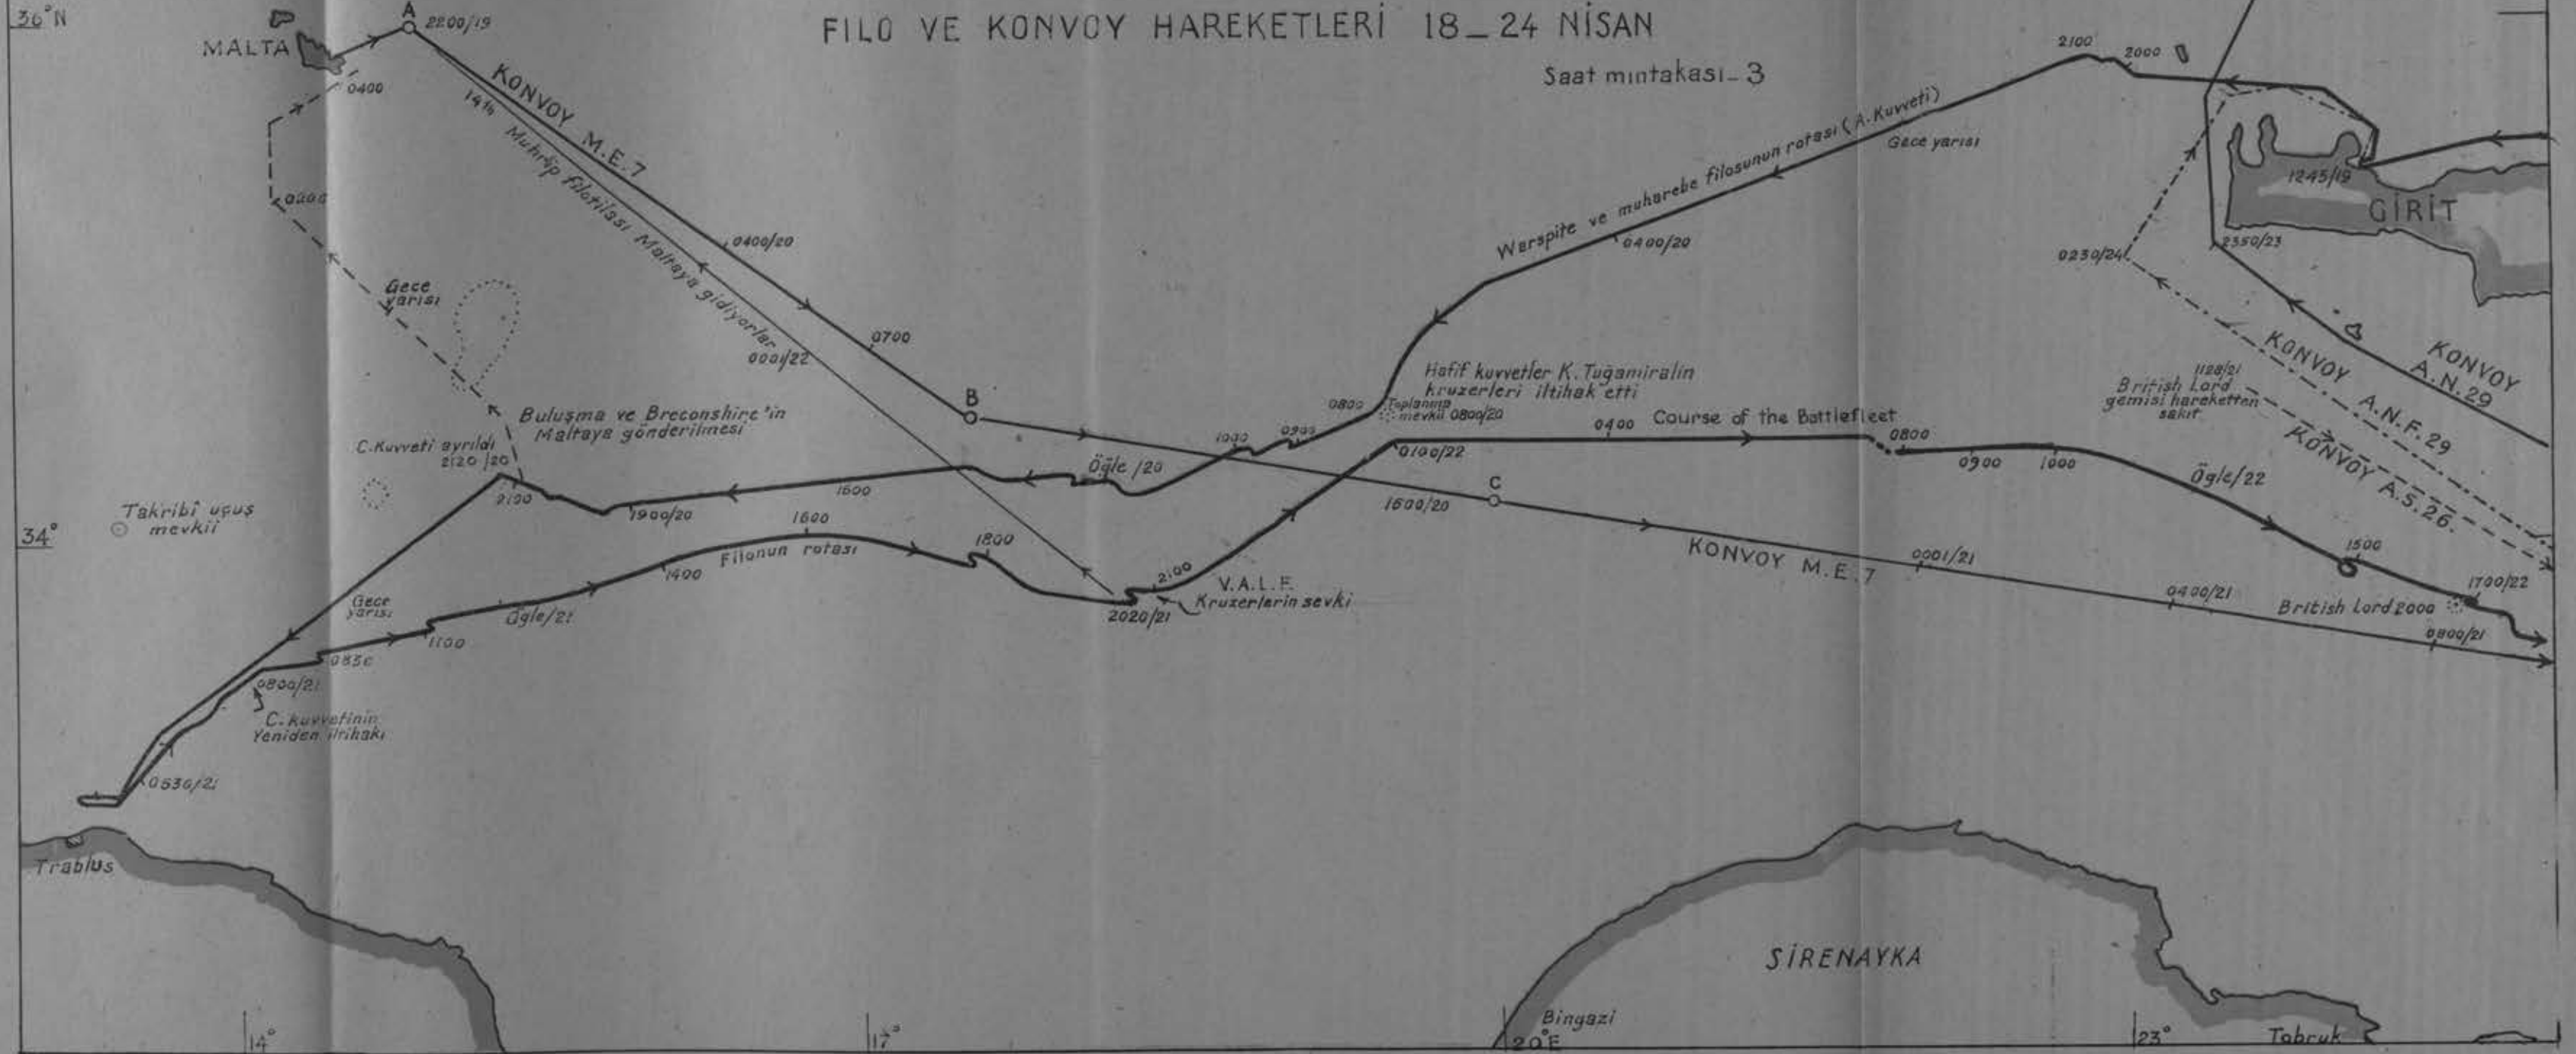 FILO VE KONVOY HAREKETLERİ 18_24 NİSAN
Saat mıntakası_3
36°N
MALTA
A
2200/19
0400
0200
KONVOY M.E.7
14th Muhrip filotilâsı Maltaya gidiyorlar
0001/22
0400/20
0700
B
Gece
yarısı
Buluşma ve Breconshire'in
Maltaya gönderilmesi
C.Kuvveti ayrıldı
2120/20
2100
Takribî uçuş
mevkii
34°
1900/20
1600
Öğle/20
1000
0900
0800
Toplanma
mevkii 0800/20
Hafif kuvvetler K. Tuğamiralin
kruzerleri iltihak etti
Warspite ve muharebe filosunun rotası (A.Kuvveti)
Gece yarısı
0400/20
2100
2000
1245/19
GİRİT
2350/23
0230/24
KONVOY
A.N.29
KONVOY A.N.F.29
1128/21
British Lord
gemisi hareketten
sakıt
KONVOY A.S.26.
0100/22
0400
Course of the Battlefleet
0800
0900
1000
Öğle/22
1500
1700/22
British Lord 2000
0800/21
0400/21
0001/21
KONVOY M.E.7
C
1600/20
V.A.L.F.
Kruzerlerin sevki
2100
2020/21
1800
1600
Filonun rotası
1400
Öğle/21
1100
0830
0800/21
Gece
yarısı
C. kuvvetinin
Yeniden iltihakı
0530/21
Trablus
SİRENAYKA
Bingazi
Tobruk
14°
17°
20°E
23°